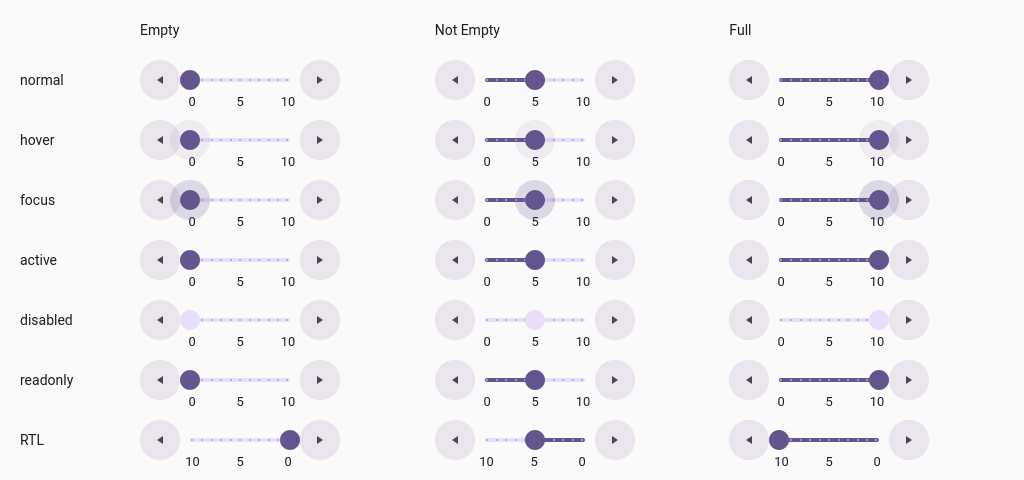 Empty Not Empty Full
normal
0 5 10 0 5 10 0 5 10
hover
0 5 10 0 5 10 0 5 10
focus
0 5 10 0 5 10 0 5 10
active
0 5 10 0 5 10 0 5 10
disabled
0 5 10 0 5 10 0 5 10
readonly
0 5 10 0 5 10 0 5 10
RTL
10 5 0 10 5 0 10 5 0